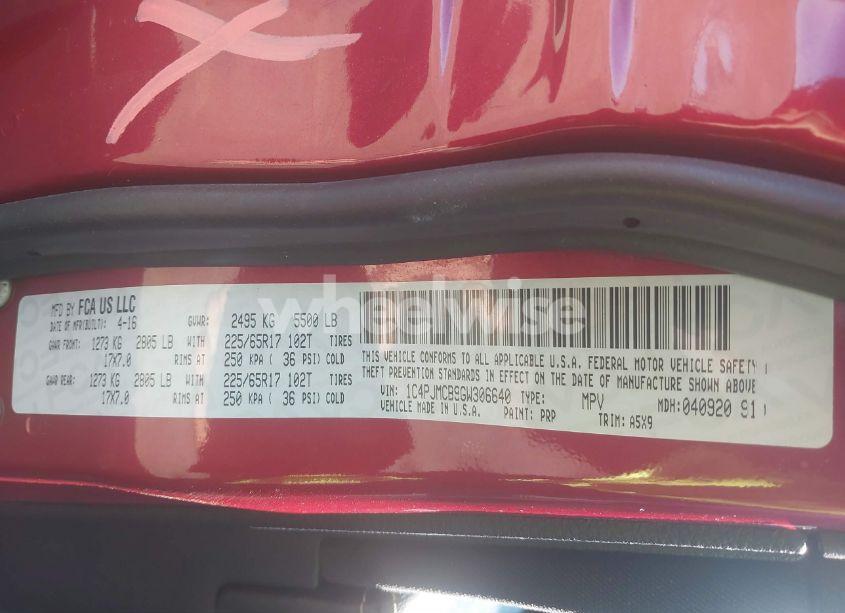 MFD BY FCA US LLC
DATE OF MFR(BUILT): 4-16 GVWR: 2495 KG 5500 LB
GAWR FRONT: 1273 KG 2805 LB WITH 225/65R17 102T TIRES
17X7.0 RIMS AT 250 KPA ( 36 PSI) COLD
GAWR REAR: 1273 KG 2805 LB WITH 225/65R17 102T TIRES
17X7.0 RIMS AT 250 KPA ( 36 PSI) COLD
THIS VEHICLE CONFORMS TO ALL APPLICABLE U.S.A. FEDERAL MOTOR VEHICLE SAFETY
THEFT PREVENTION STANDARDS IN EFFECT ON THE DATE OF MANUFACTURE SHOWN ABOVE
VIN: 1C4PJMCB9GW306640 TYPE: MPV MDH: 040920 91
VEHICLE MADE IN U.S.A. PAINT: PRP TRIM: A5X9
wheelwise